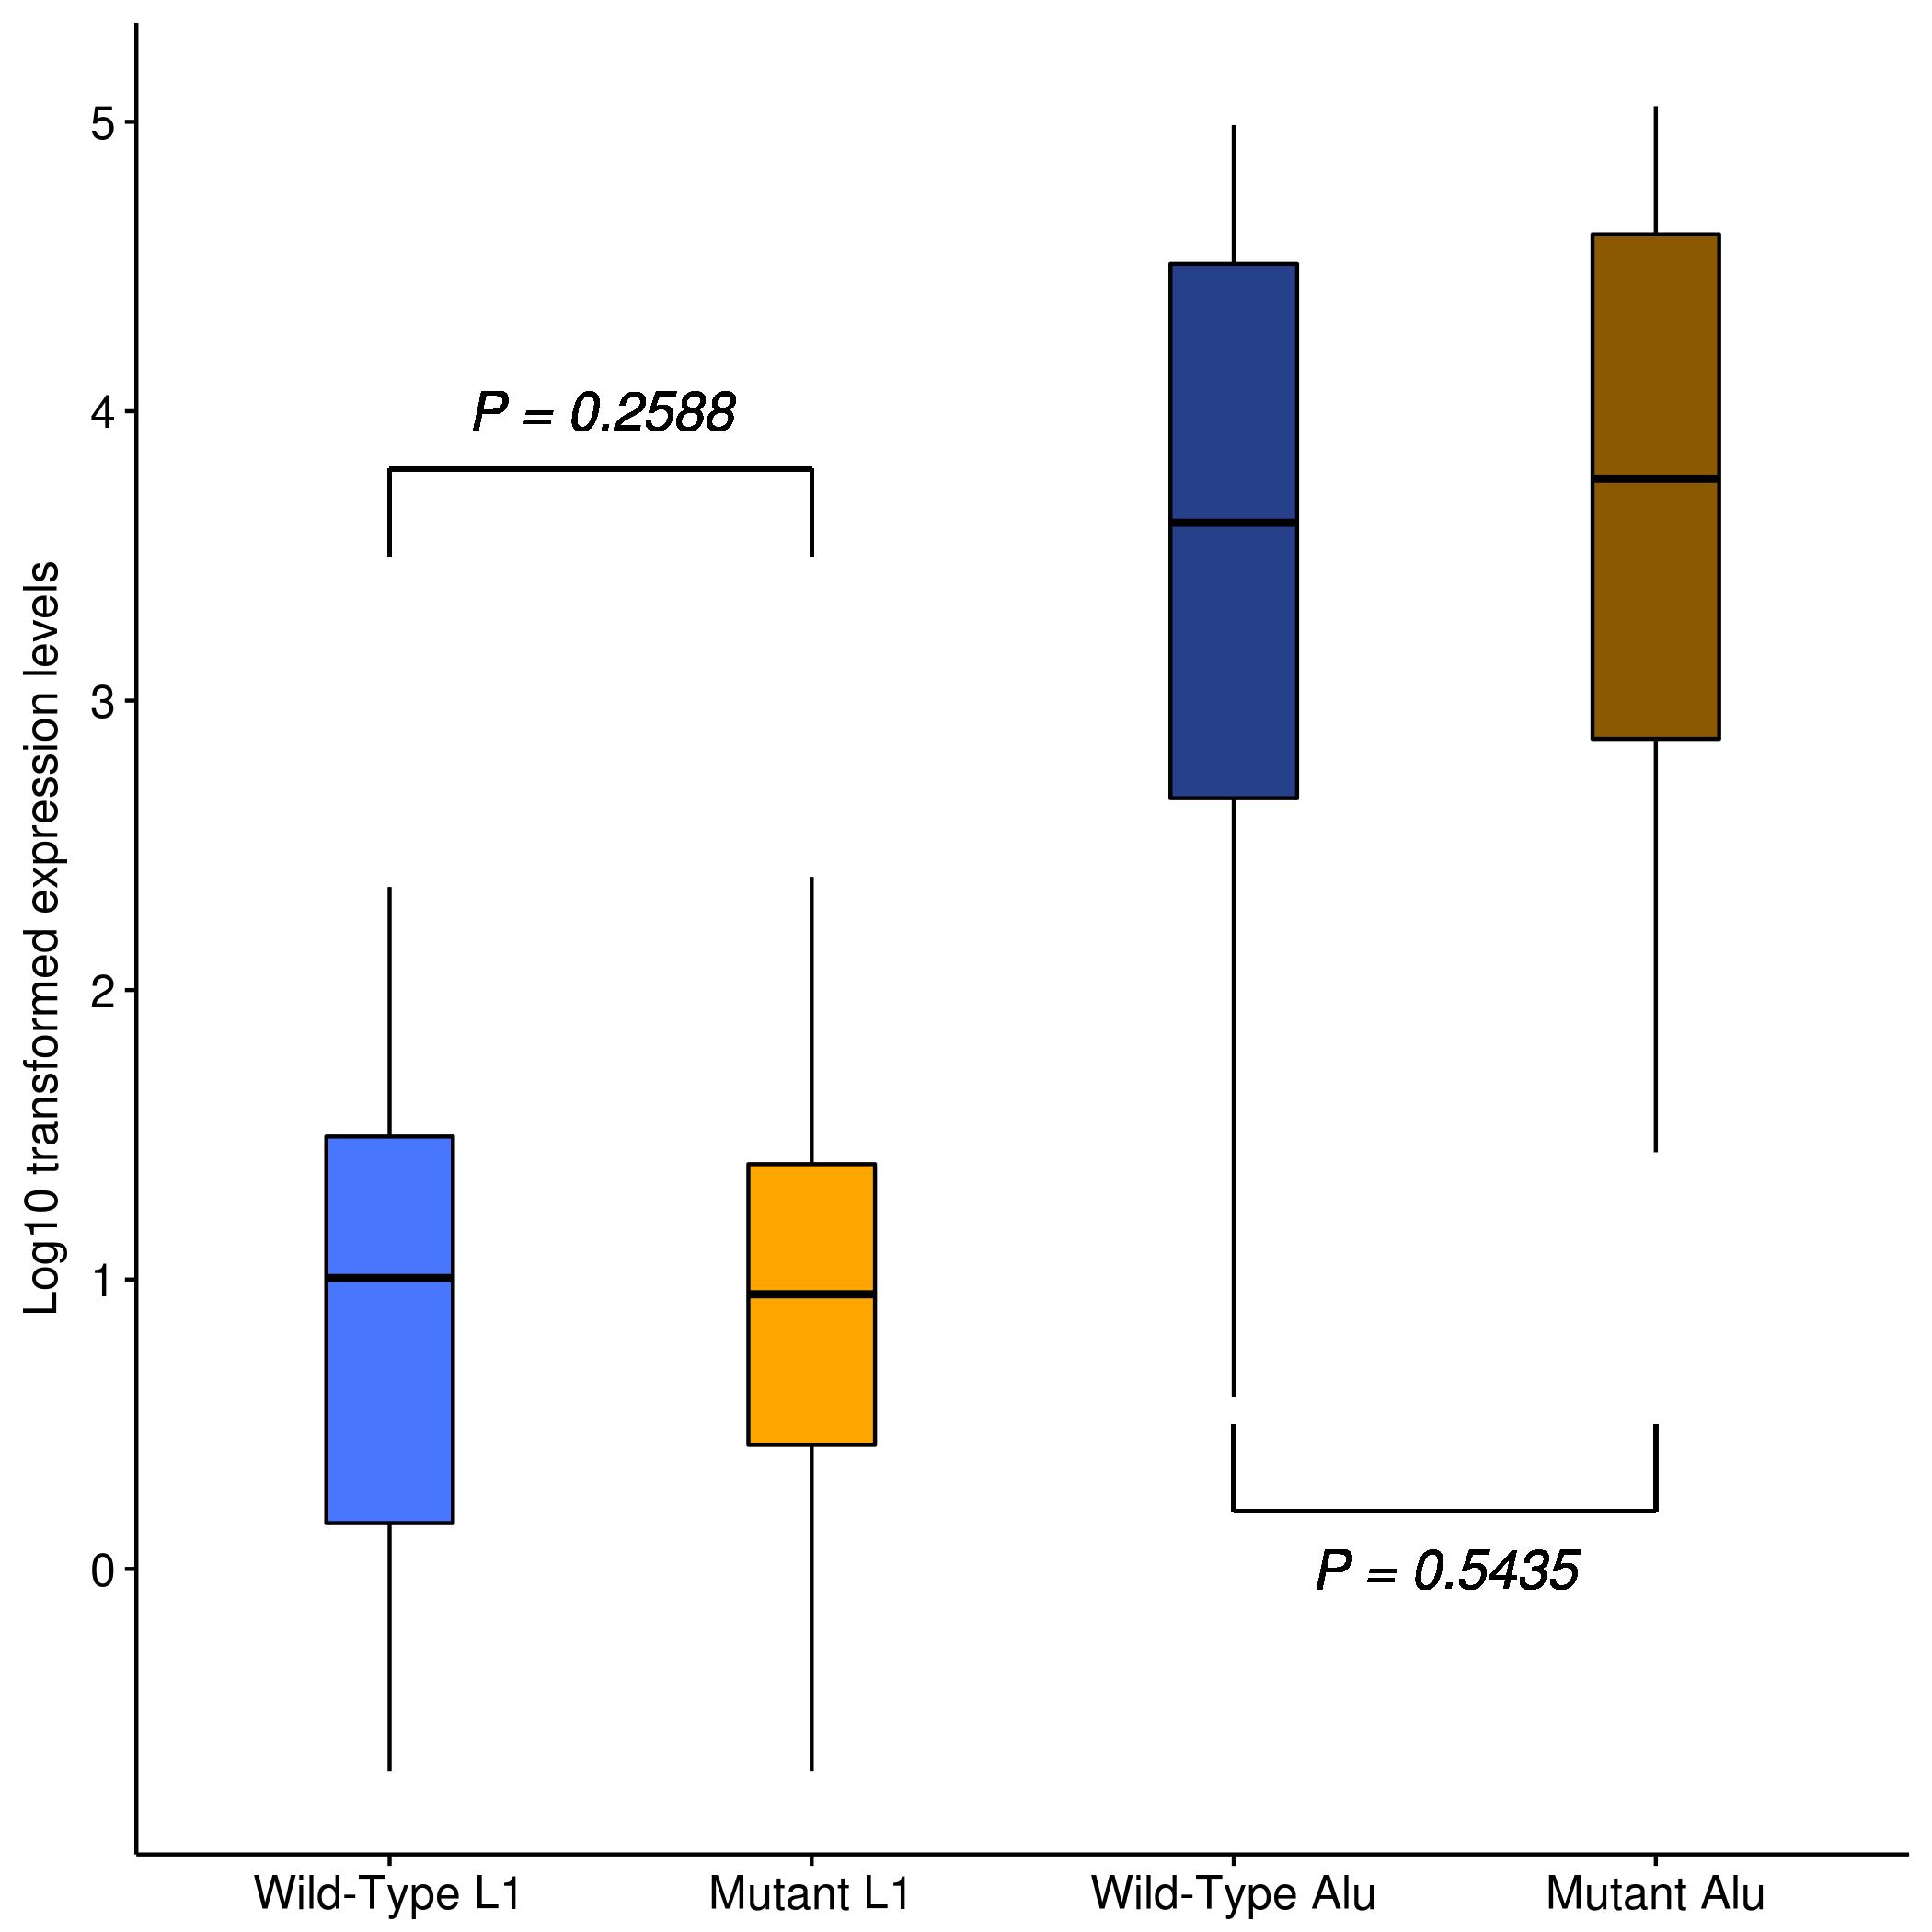 Log10 transformed expression levels
5
4
3
2
1
0
P = 0.2588
P = 0.5435
Wild-Type L1
Mutant L1
Wild-Type Alu
Mutant Alu